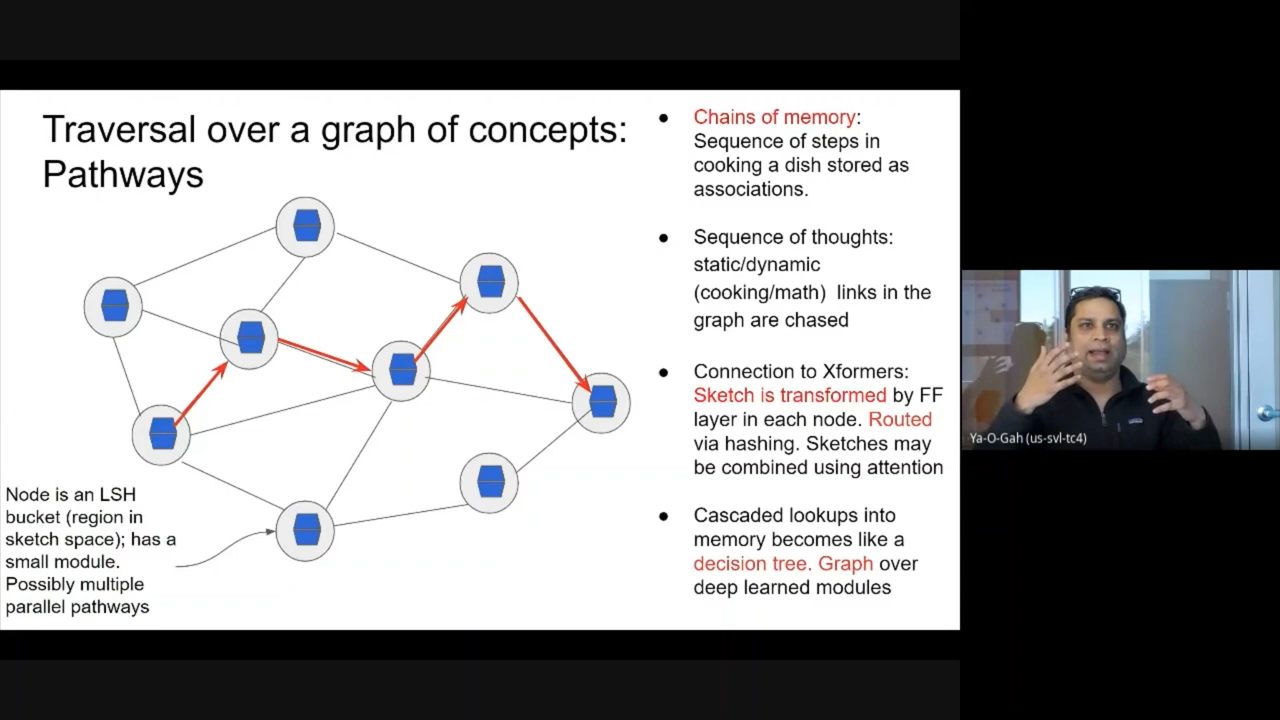 Traversal over a graph of concepts:
Pathways
Node is an LSH
bucket (region in
sketch space); has a
small module.
Possibly multiple
parallel pathways
● Chains of memory:
Sequence of steps in
cooking a dish stored as
associations.
● Sequence of thoughts:
static/dynamic
(cooking/math) links in the
graph are chased
● Connection to Xformers:
Sketch is transformed by FF
layer in each node. Routed
via hashing. Sketches may
be combined using attention
● Cascaded lookups into
memory becomes like a
decision tree. Graph over
deep learned modules
Ya-O-Gah (us-svl-tc4)